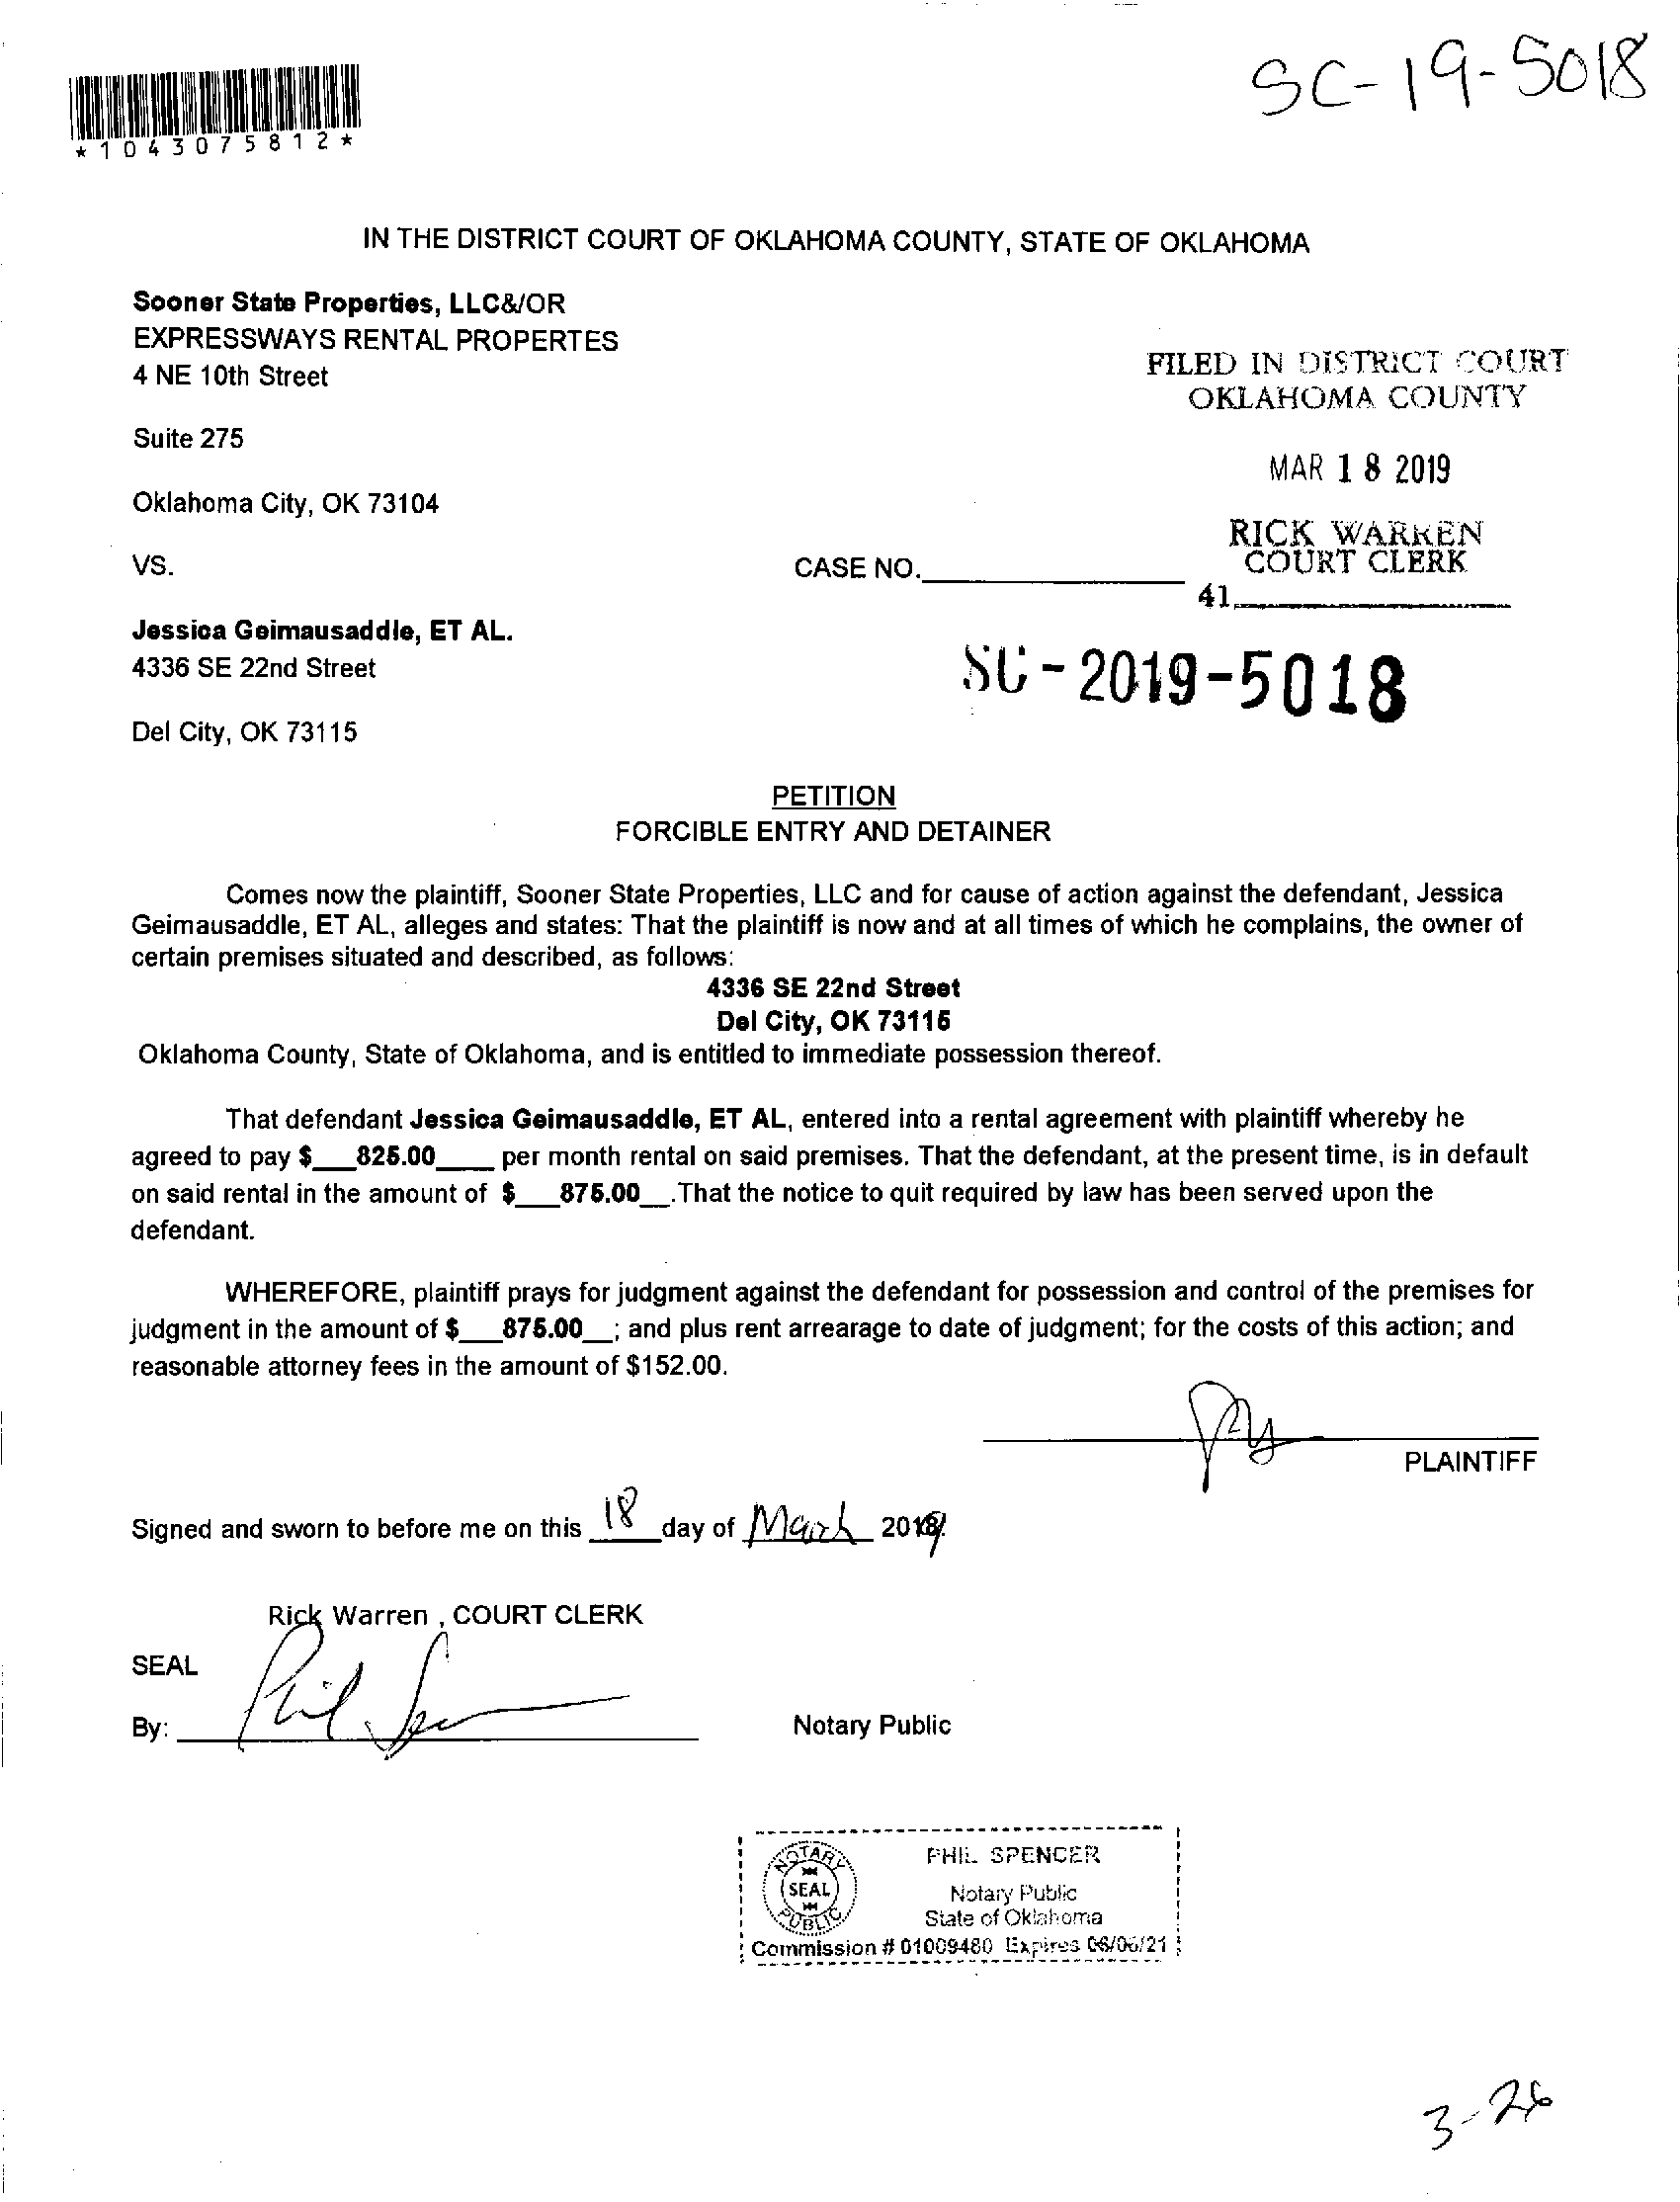 SC-19-5018
*1043075812*
IN THE DISTRICT COURT OF OKLAHOMA COUNTY, STATE OF OKLAHOMA
Sooner State Properties, LLC&/OR
EXPRESSWAYS RENTAL PROPERTES
4 NE 10th Street
Suite 275
Oklahoma City, OK 73104
FILED IN DISTRICT COURT
OKLAHOMA COUNTY
MAR 18 2019
RICK WARREN
COURT CLERK
41
VS.
CASE NO.
Jessica Geimausaddle, ET AL.
4336 SE 22nd Street
Del City, OK 73115
SC-2019-5018
PETITION
FORCIBLE ENTRY AND DETAINER
Comes now the plaintiff, Sooner State Properties, LLC and for cause of action against the defendant, Jessica
Geimausaddle, ET AL, alleges and states: That the plaintiff is now and at all times of which he complains, the owner of
certain premises situated and described, as follows:
4336 SE 22nd Street
Del City, OK 73115
Oklahoma County, State of Oklahoma, and is entitled to immediate possession thereof.
That defendant Jessica Geimausaddle, ET AL, entered into a rental agreement with plaintiff whereby he
agreed to pay $___825.00____ per month rental on said premises. That the defendant, at the present time, is in default
on said rental in the amount of $___875.00__.That the notice to quit required by law has been served upon the
defendant.
WHEREFORE, plaintiff prays for judgment against the defendant for possession and control of the premises for
judgment in the amount of $___875.00__; and plus rent arrearage to date of judgment; for the costs of this action; and
reasonable attorney fees in the amount of $152.00.
PLAINTIFF
Signed and sworn to before me on this 18 day of March 2019.
Rick Warren , COURT CLERK
SEAL
By:
Notary Public
NOTARY
SEAL
PUBLIC
PHIL SPENCER
Notary Public
State of Oklahoma
Commission # 01009480 Expires 06/06/21
3-26